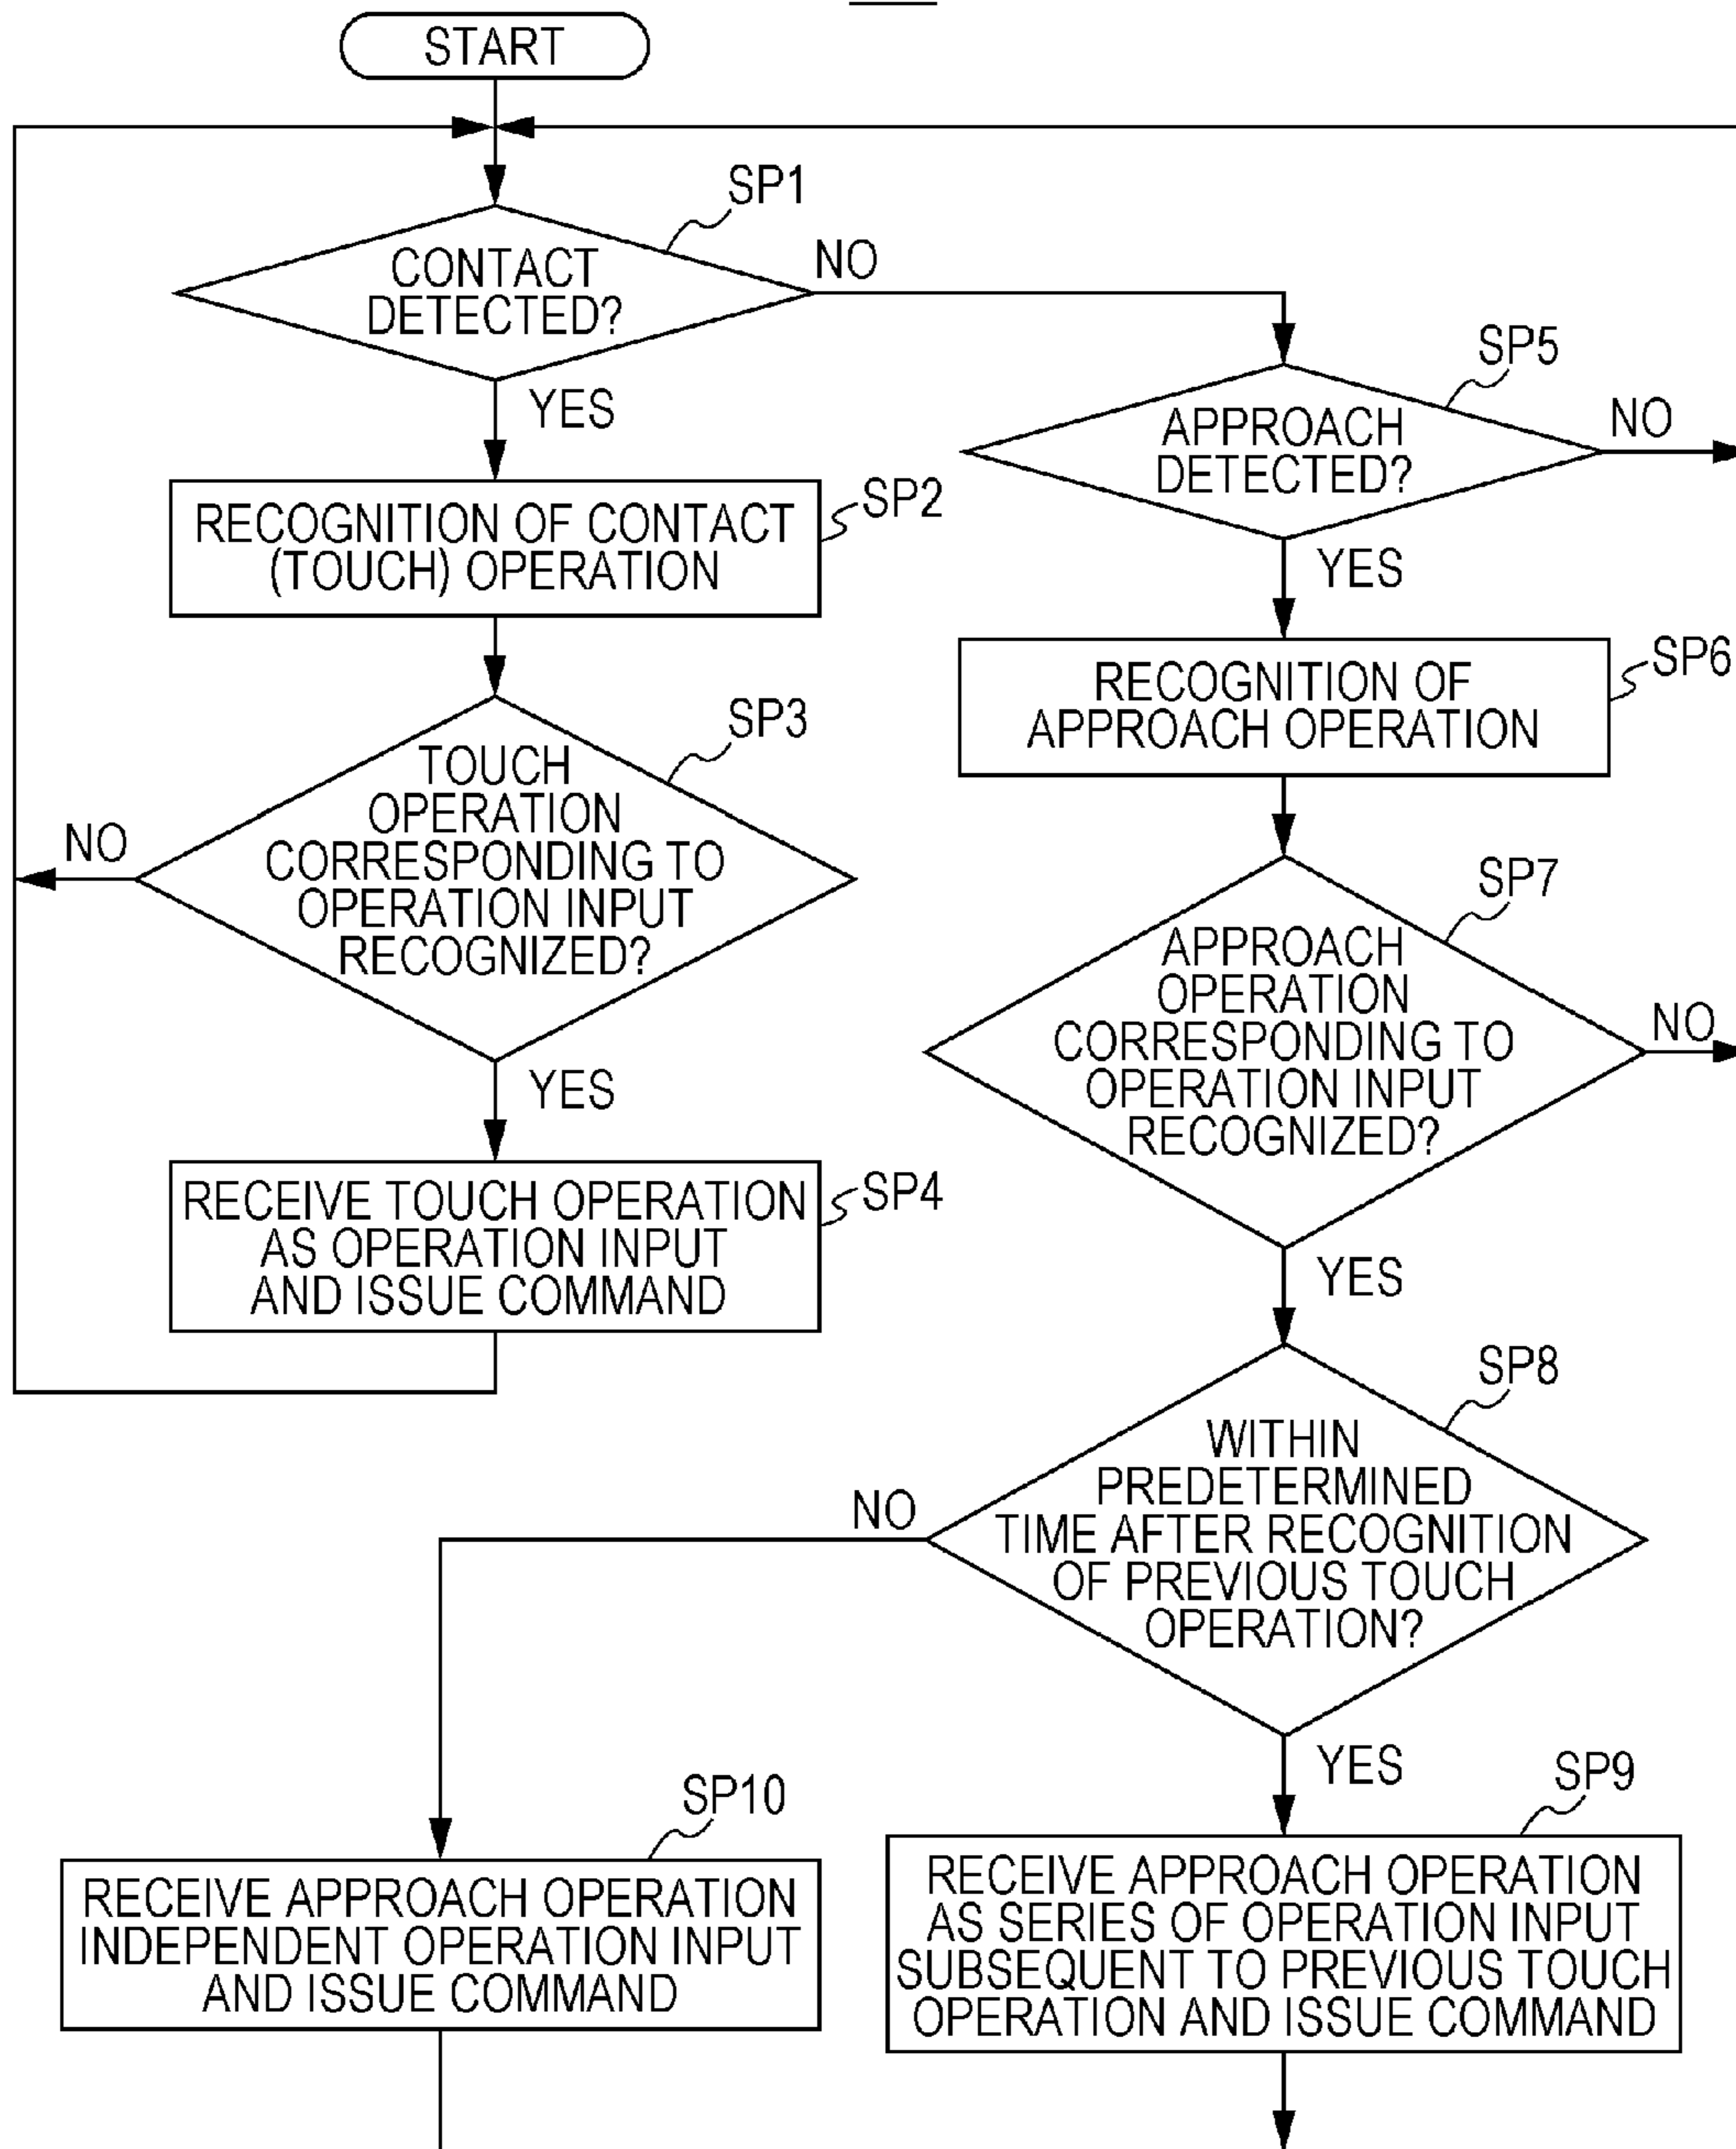 START
SP1
CONTACT
DETECTED?
NO
YES
SP5
APPROACH
DETECTED?
NO
YES
SP2
RECOGNITION OF CONTACT
(TOUCH) OPERATION
SP6
RECOGNITION OF
APPROACH OPERATION
SP3
TOUCH
OPERATION
CORRESPONDING TO
OPERATION INPUT
RECOGNIZED?
NO
YES
SP7
APPROACH
OPERATION
CORRESPONDING TO
OPERATION INPUT
RECOGNIZED?
NO
YES
SP4
RECEIVE TOUCH OPERATION
AS OPERATION INPUT
AND ISSUE COMMAND
SP8
WITHIN
PREDETERMINED
TIME AFTER RECOGNITION
OF PREVIOUS TOUCH
OPERATION?
NO
YES
SP10
RECEIVE APPROACH OPERATION
INDEPENDENT OPERATION INPUT
AND ISSUE COMMAND
SP9
RECEIVE APPROACH OPERATION
AS SERIES OF OPERATION INPUT
SUBSEQUENT TO PREVIOUS TOUCH
OPERATION AND ISSUE COMMAND